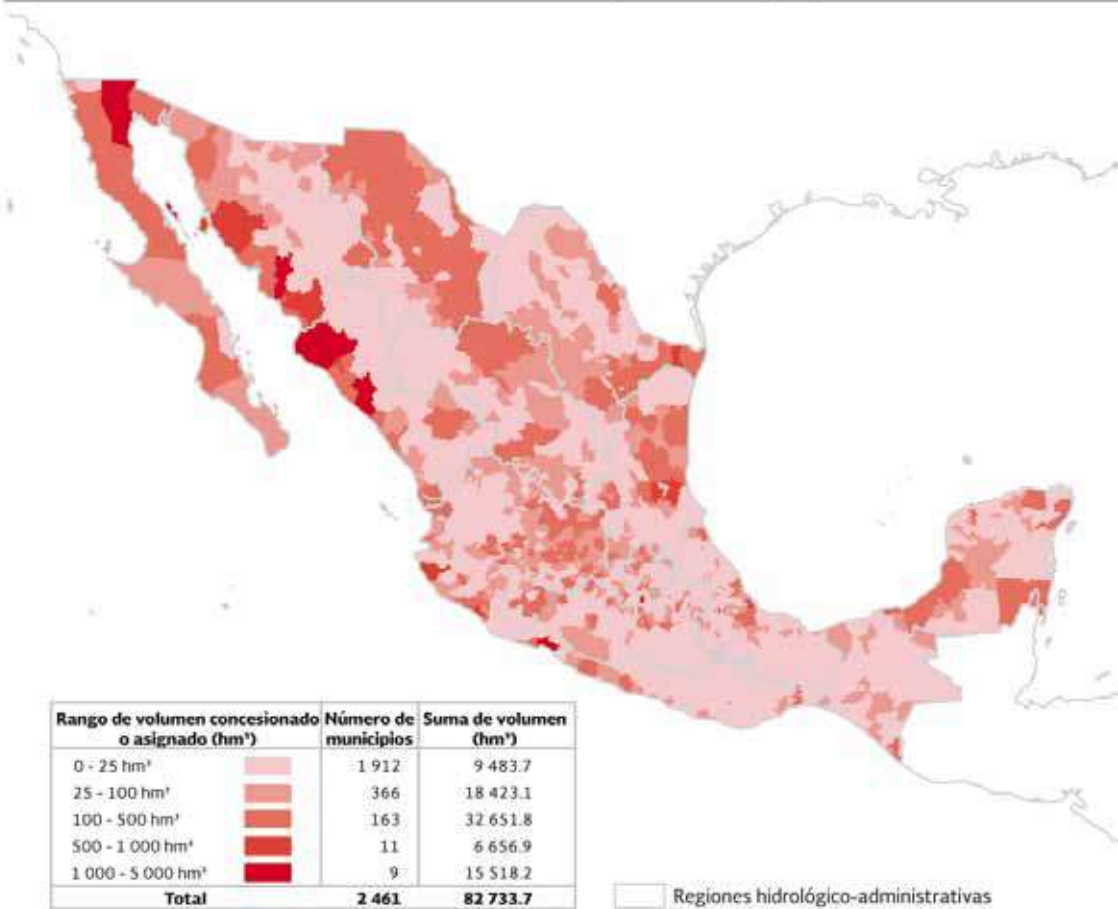 Rango de volumen concesionado o asignado (hm³) Número de municipios Suma de volumen (hm³)
0 - 25 hm³ 1 912 9 483.7
25 - 100 hm³ 366 18 423.1
100 - 500 hm³ 163 32 651.8
500 - 1 000 hm³ 11 6 656.9
1 000 - 5 000 hm³ 9 15 518.2
Total 2 461 82 733.7
Regiones hidrológico-administrativas